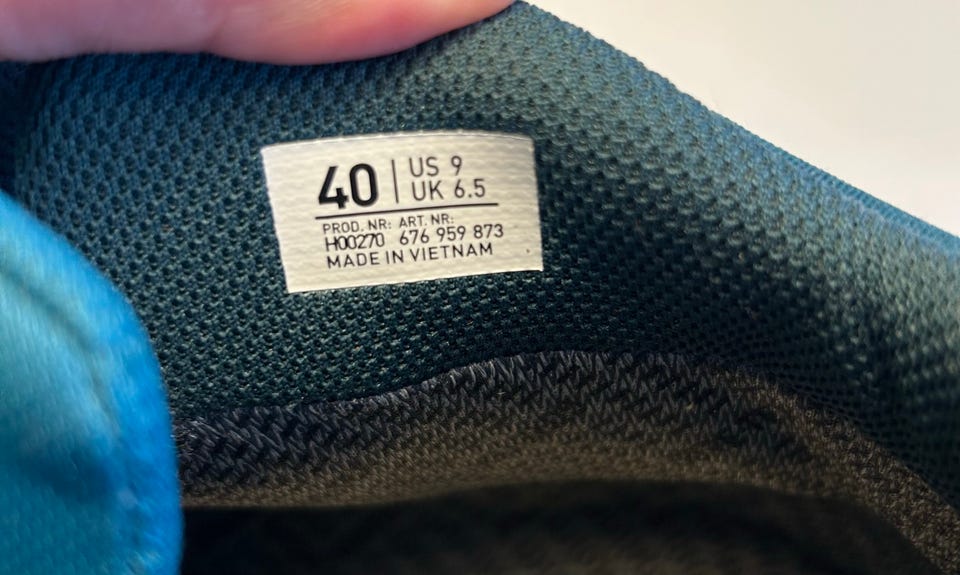 40 | US 9
UK 6.5
PROD. NR: ART. NR:
H00270 676 959 873
MADE IN VIETNAM